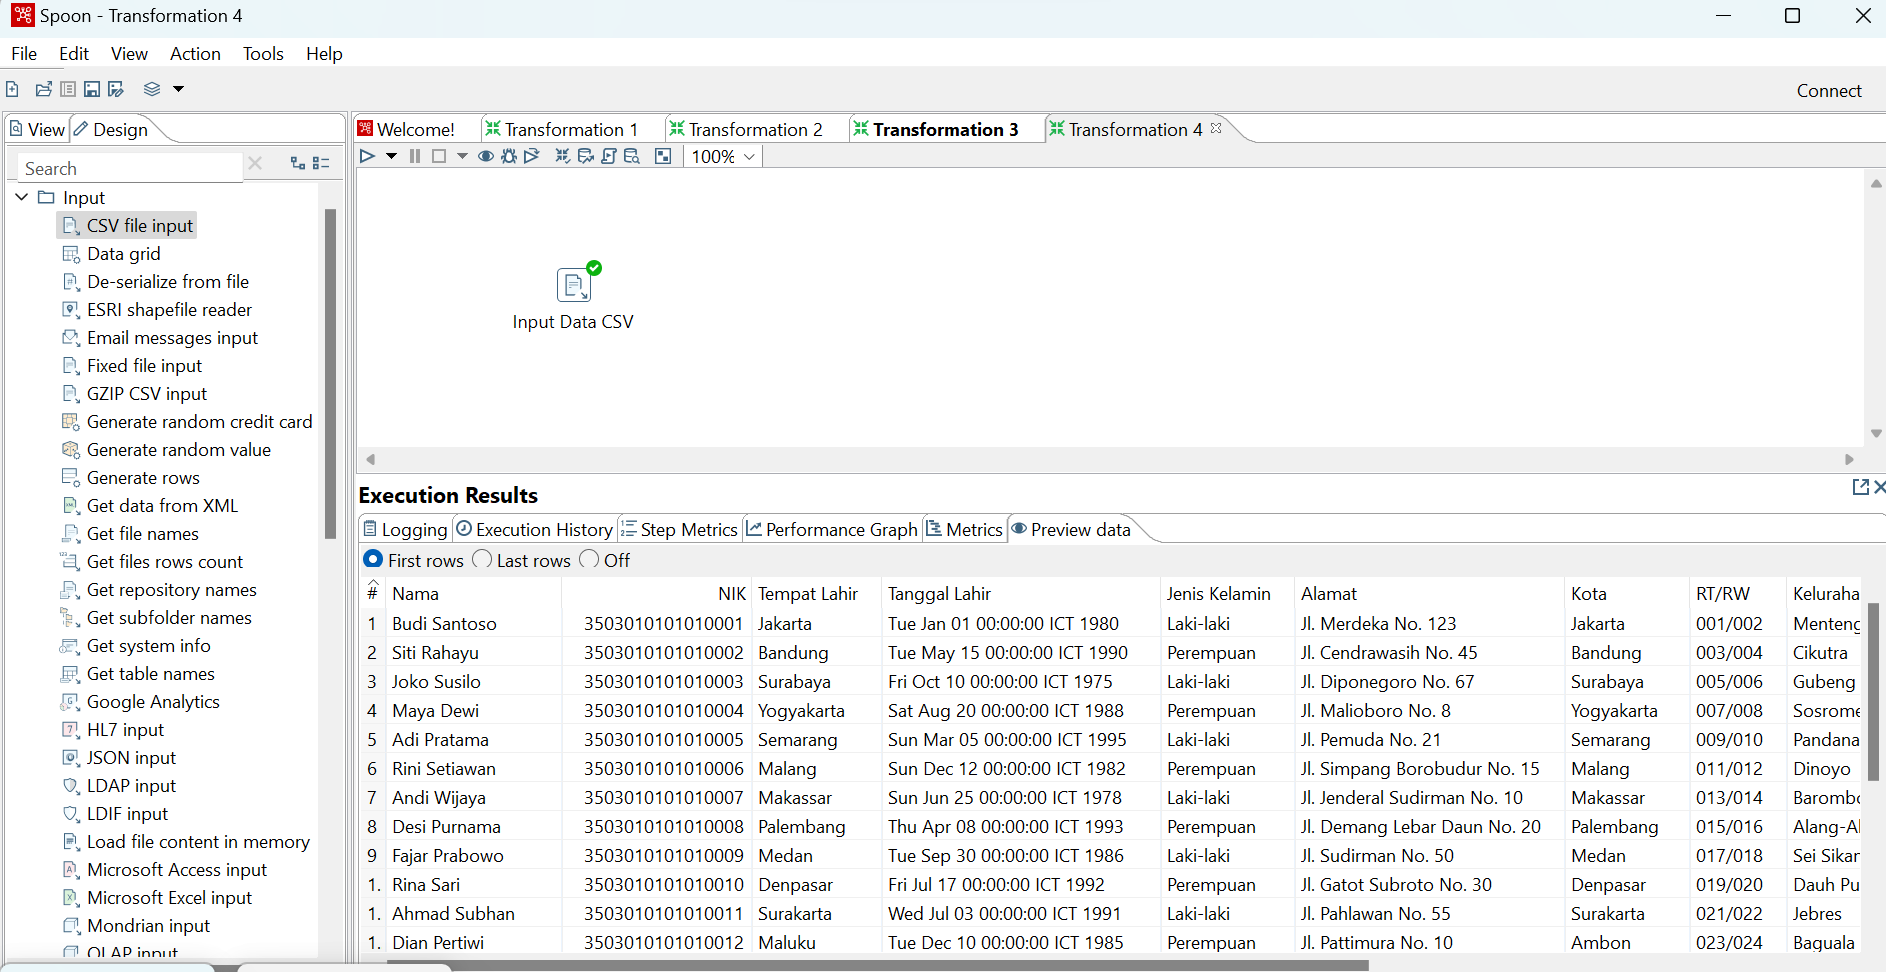 Spoon - Transformation 4
File Edit View Action Tools Help
Connect
View Design
Welcome! Transformation 1 Transformation 2 Transformation 3 Transformation 4
100%
Search
Input
CSV file input
Data grid
De-serialize from file
ESRI shapefile reader
Email messages input
Fixed file input
GZIP CSV input
Generate random credit card
Generate random value
Generate rows
Get data from XML
Get file names
Get files rows count
Get repository names
Get subfolder names
Get system info
Get table names
Google Analytics
HL7 input
JSON input
LDAP input
LDIF input
Load file content in memory
Microsoft Access input
Microsoft Excel input
Mondrian input
OLAP input
Input Data CSV
Execution Results
Logging Execution History Step Metrics Performance Graph Metrics Preview data
First rows Last rows Off
# Nama NIK Tempat Lahir Tanggal Lahir Jenis Kelamin Alamat Kota RT/RW Keluraha
1 Budi Santoso 3503010101010001 Jakarta Tue Jan 01 00:00:00 ICT 1980 Laki-laki Jl. Merdeka No. 123 Jakarta 001/002 Menteng
2 Siti Rahayu 3503010101010002 Bandung Tue May 15 00:00:00 ICT 1990 Perempuan Jl. Cendrawasih No. 45 Bandung 003/004 Cikutra
3 Joko Susilo 3503010101010003 Surabaya Fri Oct 10 00:00:00 ICT 1975 Laki-laki Jl. Diponegoro No. 67 Surabaya 005/006 Gubeng
4 Maya Dewi 3503010101010004 Yogyakarta Sat Aug 20 00:00:00 ICT 1988 Perempuan Jl. Malioboro No. 8 Yogyakarta 007/008 Sosrome
5 Adi Pratama 3503010101010005 Semarang Sun Mar 05 00:00:00 ICT 1995 Laki-laki Jl. Pemuda No. 21 Semarang 009/010 Pandana
6 Rini Setiawan 3503010101010006 Malang Sun Dec 12 00:00:00 ICT 1982 Perempuan Jl. Simpang Borobudur No. 15 Malang 011/012 Dinoyo
7 Andi Wijaya 3503010101010007 Makassar Sun Jun 25 00:00:00 ICT 1978 Laki-laki Jl. Jenderal Sudirman No. 10 Makassar 013/014 Barombo
8 Desi Purnama 3503010101010008 Palembang Thu Apr 08 00:00:00 ICT 1993 Perempuan Jl. Demang Lebar Daun No. 20 Palembang 015/016 Alang-Al
9 Fajar Prabowo 3503010101010009 Medan Tue Sep 30 00:00:00 ICT 1986 Laki-laki Jl. Sudirman No. 50 Medan 017/018 Sei Sikar
1. Rina Sari 3503010101010010 Denpasar Fri Jul 17 00:00:00 ICT 1992 Perempuan Jl. Gatot Subroto No. 30 Denpasar 019/020 Dauh Pu
1. Ahmad Subhan 3503010101010011 Surakarta Wed Jul 03 00:00:00 ICT 1991 Laki-laki Jl. Pahlawan No. 55 Surakarta 021/022 Jebres
1. Dian Pertiwi 3503010101010012 Maluku Tue Dec 10 00:00:00 ICT 1985 Perempuan Jl. Pattimura No. 10 Ambon 023/024 Baguala